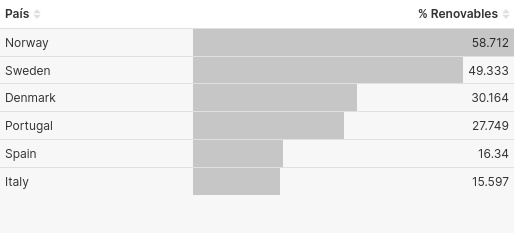 País % Renovables
Norway 58.712
Sweden 49.333
Denmark 30.164
Portugal 27.749
Spain 16.34
Italy 15.597